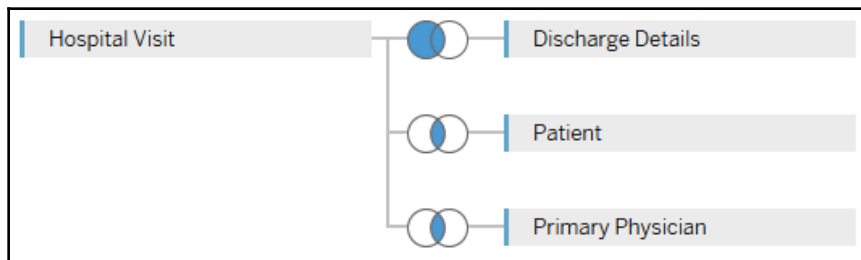 Hospital Visit
Discharge Details
Patient
Primary Physician